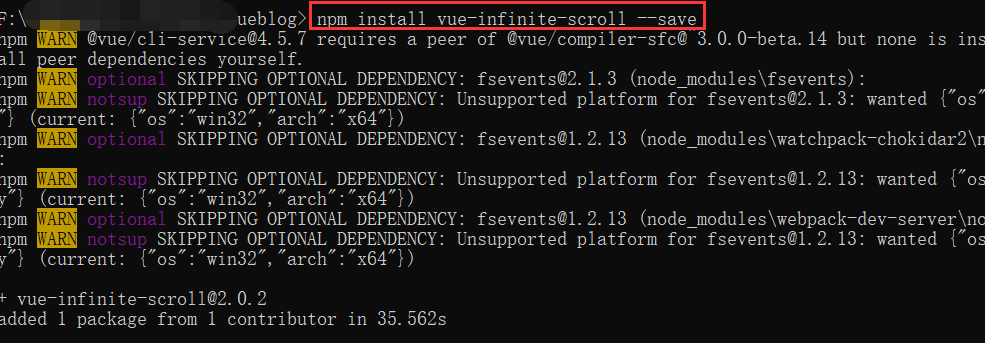 F:\ueblog>npm install vue-infinite-scroll --save
npm WARN @vue/cli-service@4.5.7 requires a peer of @vue/compiler-sfc@ 3.0.0-beta.14 but none is ins
all peer dependencies yourself.
npm WARN optional SKIPPING OPTIONAL DEPENDENCY: fsevents@2.1.3 (node_modules\fsevents):
npm WARN notsup SKIPPING OPTIONAL DEPENDENCY: Unsupported platform for fsevents@2.1.3: wanted {"os"
"} (current: {"os":"win32","arch":"x64"})
npm WARN optional SKIPPING OPTIONAL DEPENDENCY: fsevents@1.2.13 (node_modules\watchpack-chokidar2\n
:
npm WARN notsup SKIPPING OPTIONAL DEPENDENCY: Unsupported platform for fsevents@1.2.13: wanted {"os
y"} (current: {"os":"win32","arch":"x64"})
npm WARN optional SKIPPING OPTIONAL DEPENDENCY: fsevents@1.2.13 (node_modules\webpack-dev-server\no
npm WARN notsup SKIPPING OPTIONAL DEPENDENCY: Unsupported platform for fsevents@1.2.13: wanted {"os
y"} (current: {"os":"win32","arch":"x64"})
+ vue-infinite-scroll@2.0.2
added 1 package from 1 contributor in 35.562s